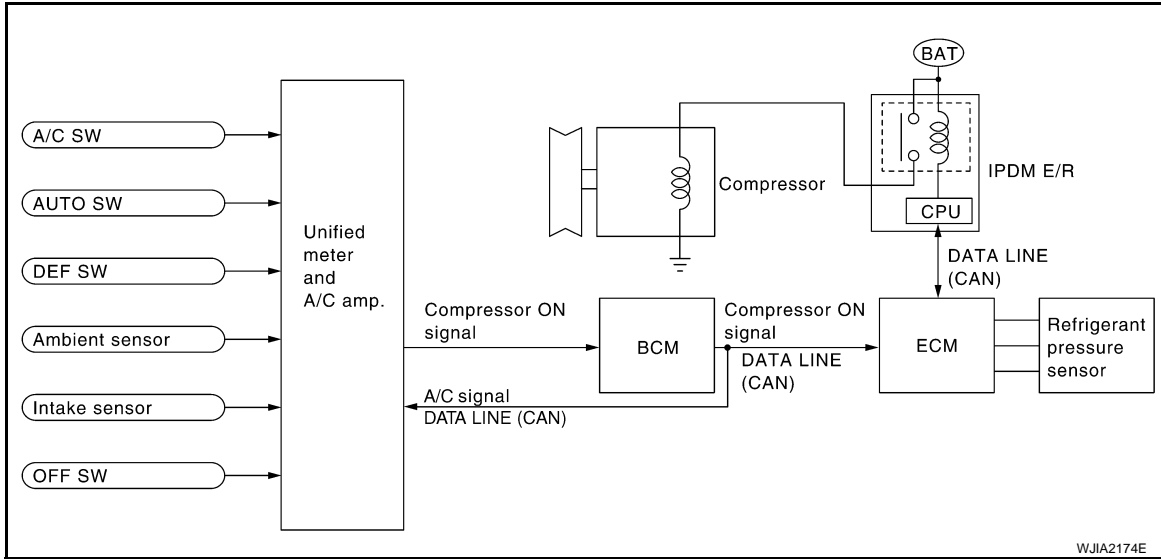 BAT
A/C SW
AUTO SW
DEF SW
Ambient sensor
Intake sensor
OFF SW
Unified
meter
and
A/C amp.
Compressor
IPDM E/R
CPU
DATA LINE
(CAN)
Compressor ON
signal
BCM
Compressor ON
signal
DATA LINE
(CAN)
ECM
Refrigerant
pressure
sensor
A/C signal
DATA LINE (CAN)
WJIA2174E